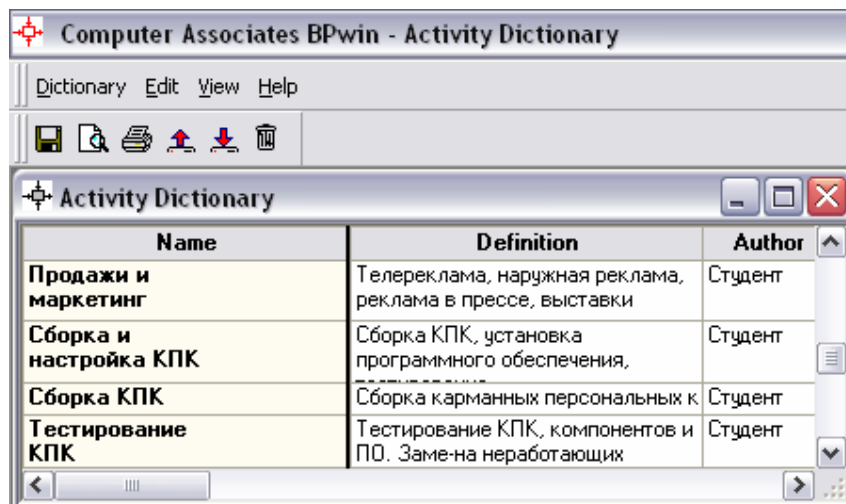 Computer Associates BPwin - Activity Dictionary
Dictionary Edit View Help
Activity Dictionary
Name Definition Author
Продажи и маркетинг Телереклама, наружная реклама, реклама в прессе, выставки Студент
Сборка и настройка КПК Сборка КПК, установка программного обеспечения, Студент
Сборка КПК Сборка карманных персональных к Студент
Тестирование КПК Тестирование КПК, компонентов и ПО. Заме-на неработающих Студент